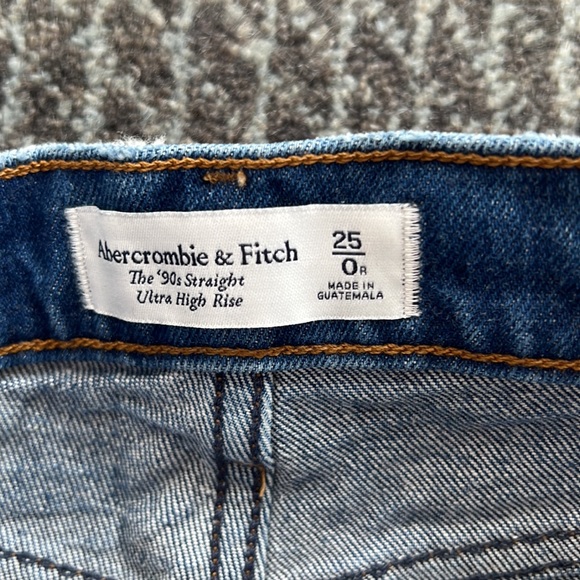 Abercrombie & Fitch
The '90s Straight
Ultra High Rise
25
0R
MADE IN
GUATEMALA